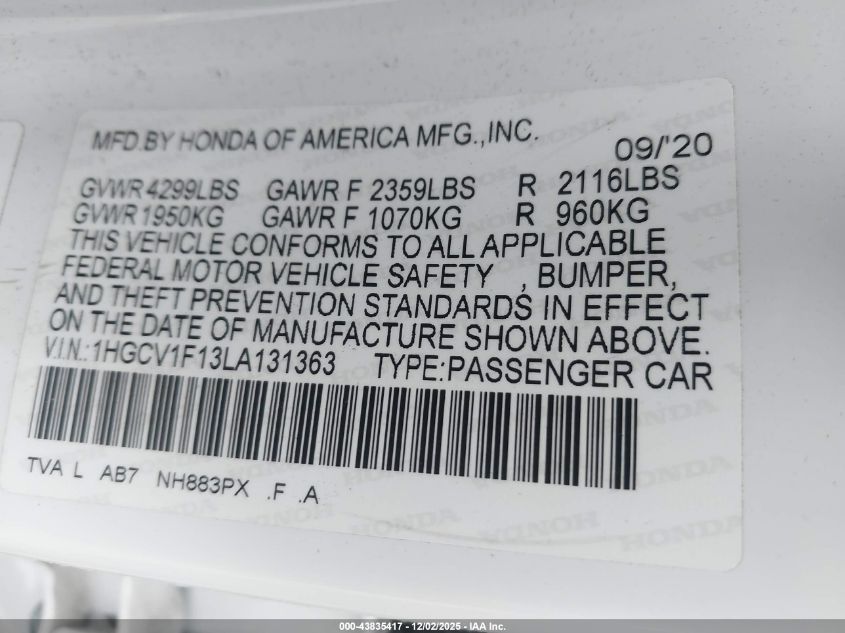 MFD.BY HONDA OF AMERICA MFG.,INC. 09/'20
GVWR 4299LBS GAWR F 2359LBS R 2116LBS
GVWR 1950KG GAWR F 1070KG R 960KG
THIS VEHICLE CONFORMS TO ALL APPLICABLE
FEDERAL MOTOR VEHICLE SAFETY , BUMPER,
AND THEFT PREVENTION STANDARDS IN EFFECT
ON THE DATE OF MANUFACTURE SHOWN ABOVE.
V.I.N.:1HGCV1F13LA131363 TYPE:PASSENGER CAR
TVA L AB7 NH883PX .F .A
000-43835417 - 12/02/2025 - IAA Inc.